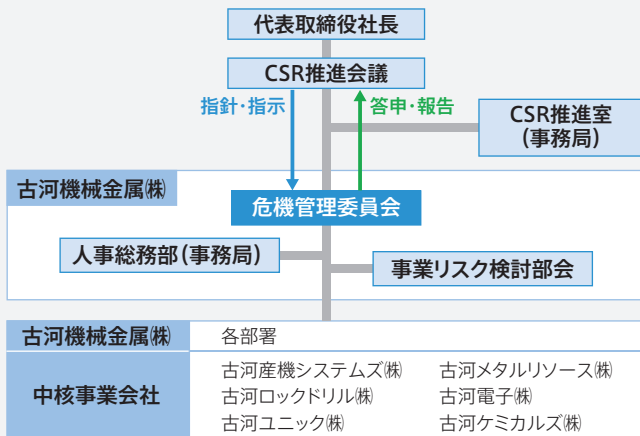 代表取締役社長
CSR推進会議
指針・指示
答申・報告
CSR推進室
(事務局)
古河機械金属㈱
危機管理委員会
人事総務部(事務局)
事業リスク検討部会
古河機械金属㈱
各部署
中核事業会社
古河産機システムズ㈱
古河メタルリソース㈱
古河ロックドリル㈱
古河電子㈱
古河ユニック㈱
古河ケミカルズ㈱